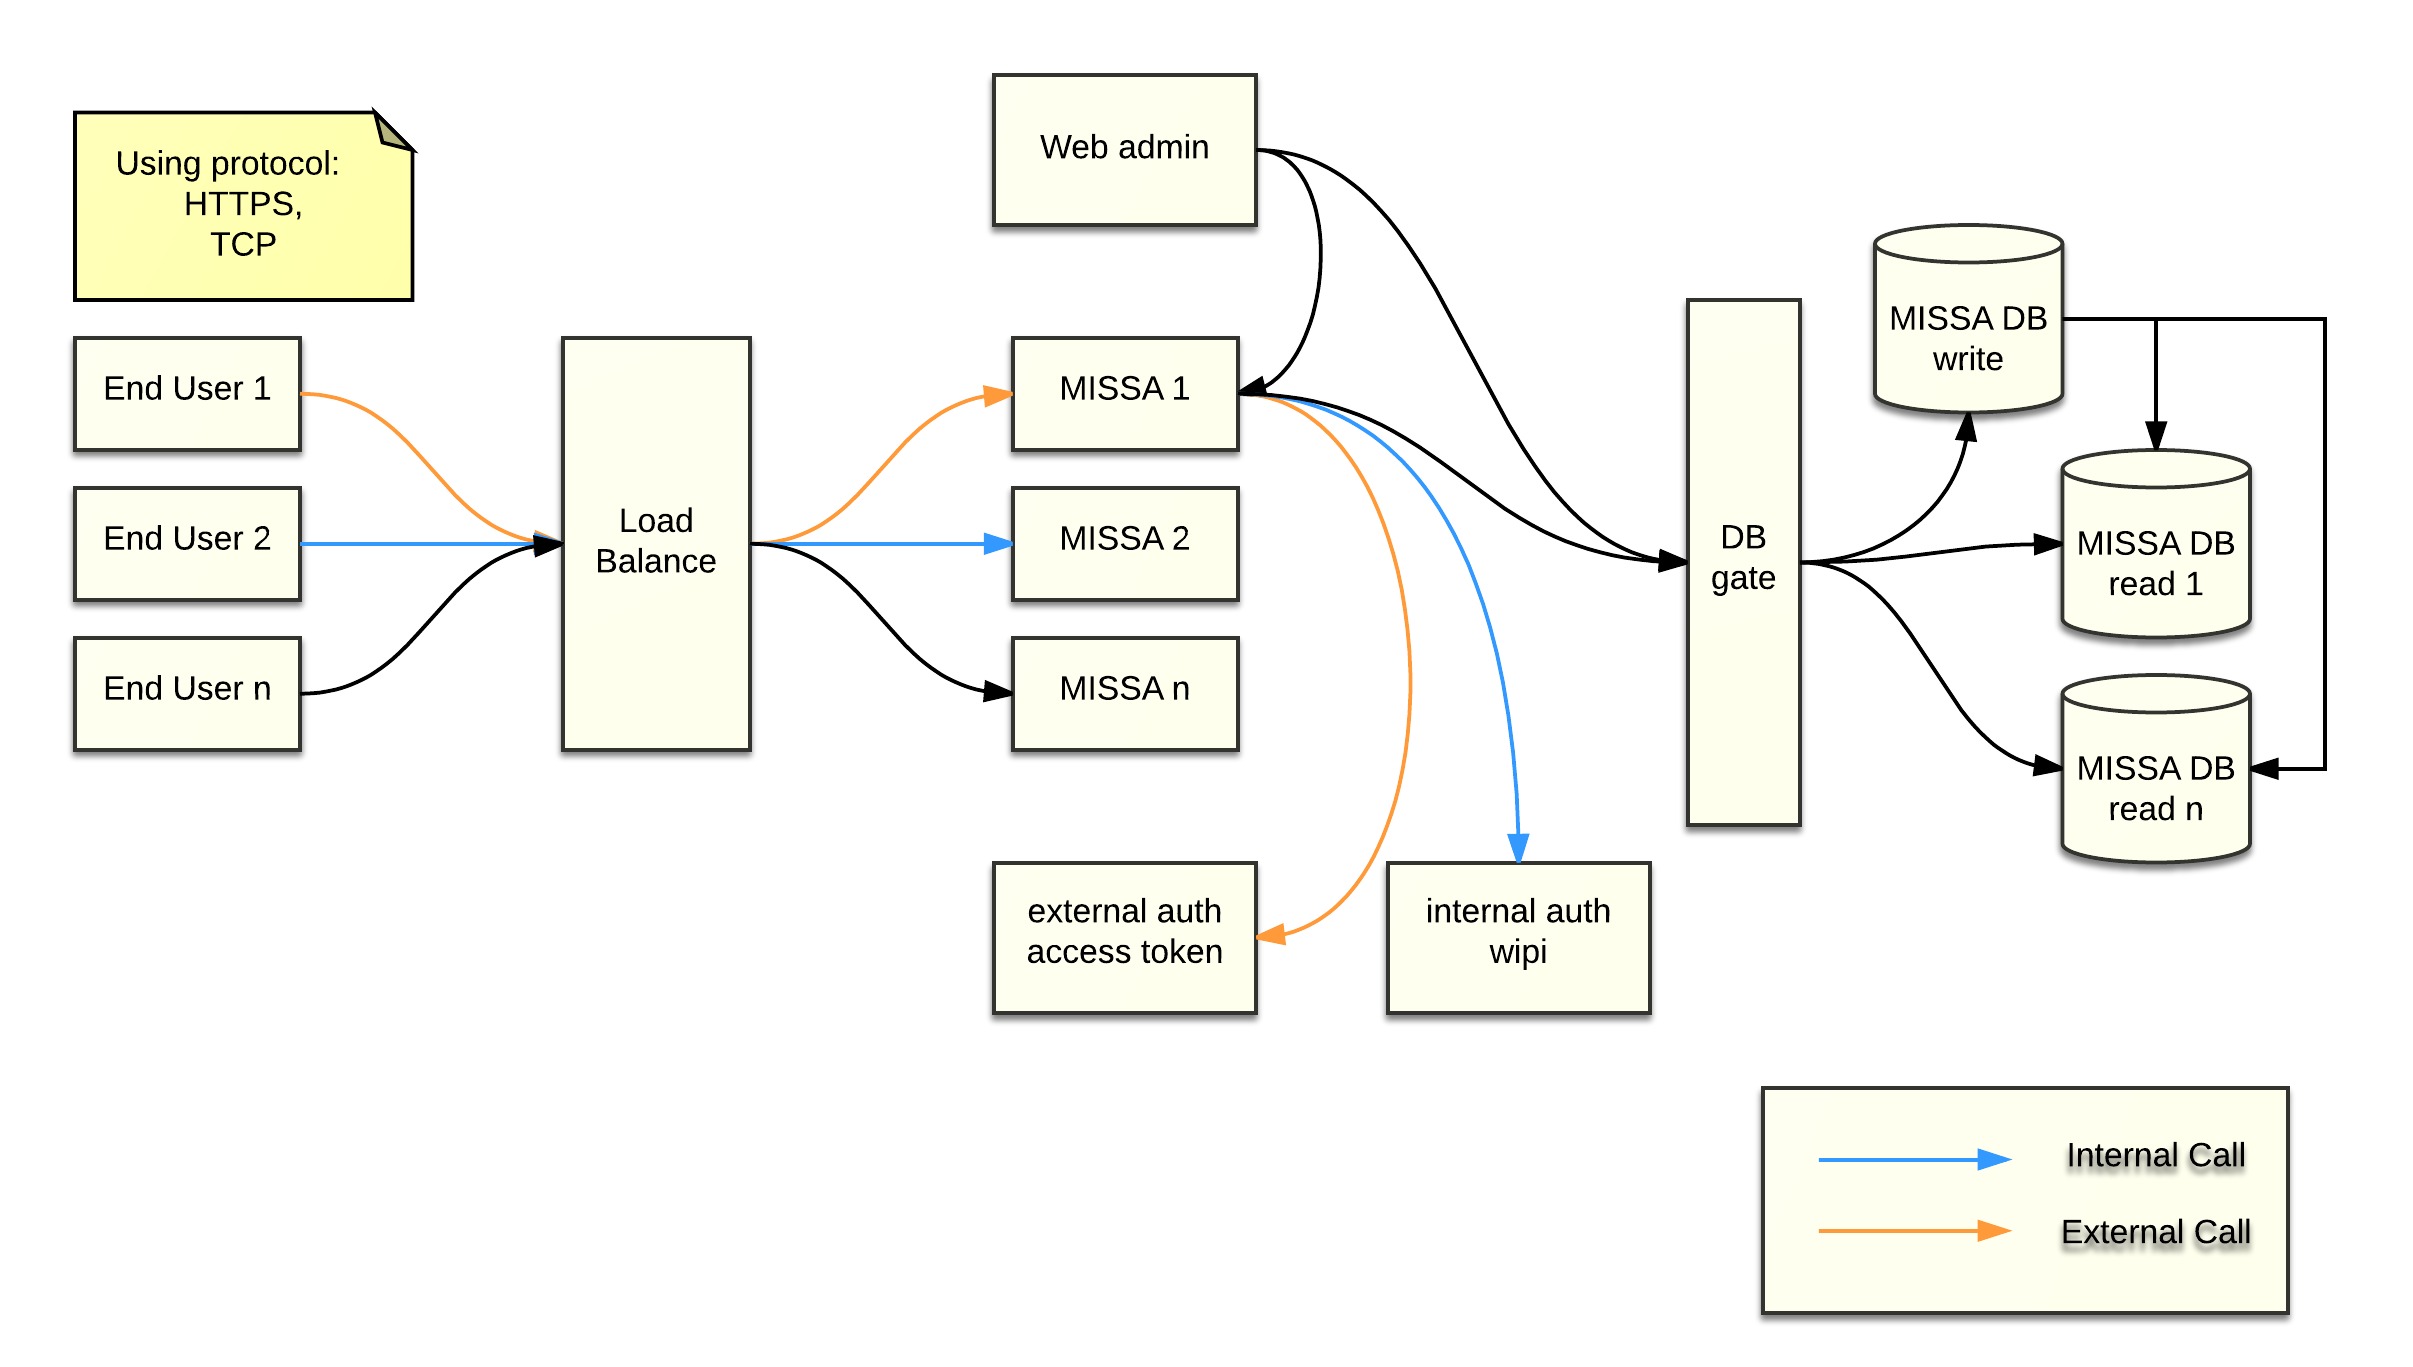 Using protocol:
HTTPS,
TCP
Web admin
End User 1
End User 2
End User n
Load
Balance
MISSA 1
MISSA 2
MISSA n
external auth
access token
internal auth
wipi
DB
gate
MISSA DB
write
MISSA DB
read 1
MISSA DB
read n
Internal Call
External Call